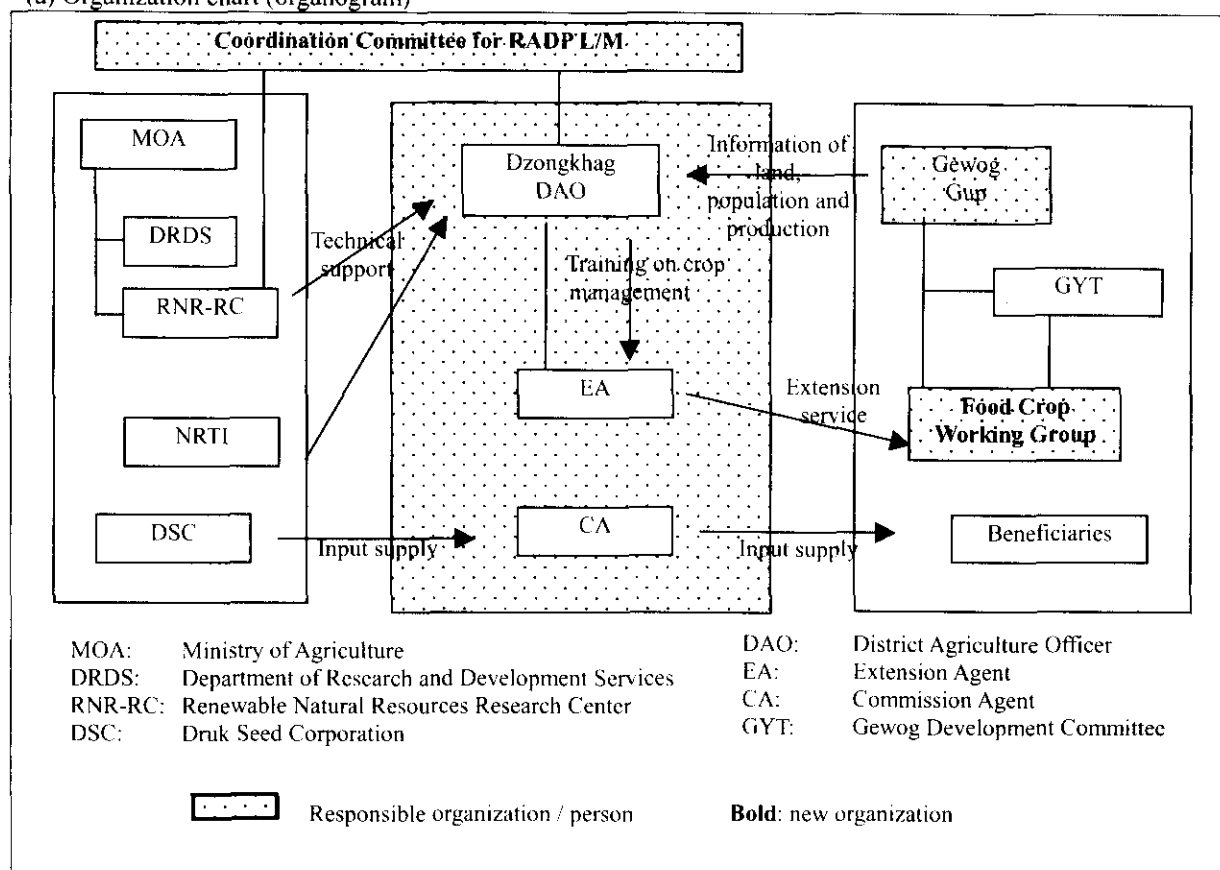 (a) Organization chart (organogram)
Coordination Committee for RADP L/M
MOA
DRDS
RNR-RC
NRTI
DSC
Technical
support
Input supply
Dzongkhag
DAO
Training on crop
management
EA
CA
Information of
land,
population and
production
Extension
service
Input supply
Gewog
Gup
GYT
Food Crop
Working Group
Beneficiaries
MOA: Ministry of Agriculture
DRDS: Department of Research and Development Services
RNR-RC: Renewable Natural Resources Research Center
DSC: Druk Seed Corporation
DAO: District Agriculture Officer
EA: Extension Agent
CA: Commission Agent
GYT: Gewog Development Committee
Responsible organization / person
Bold: new organization